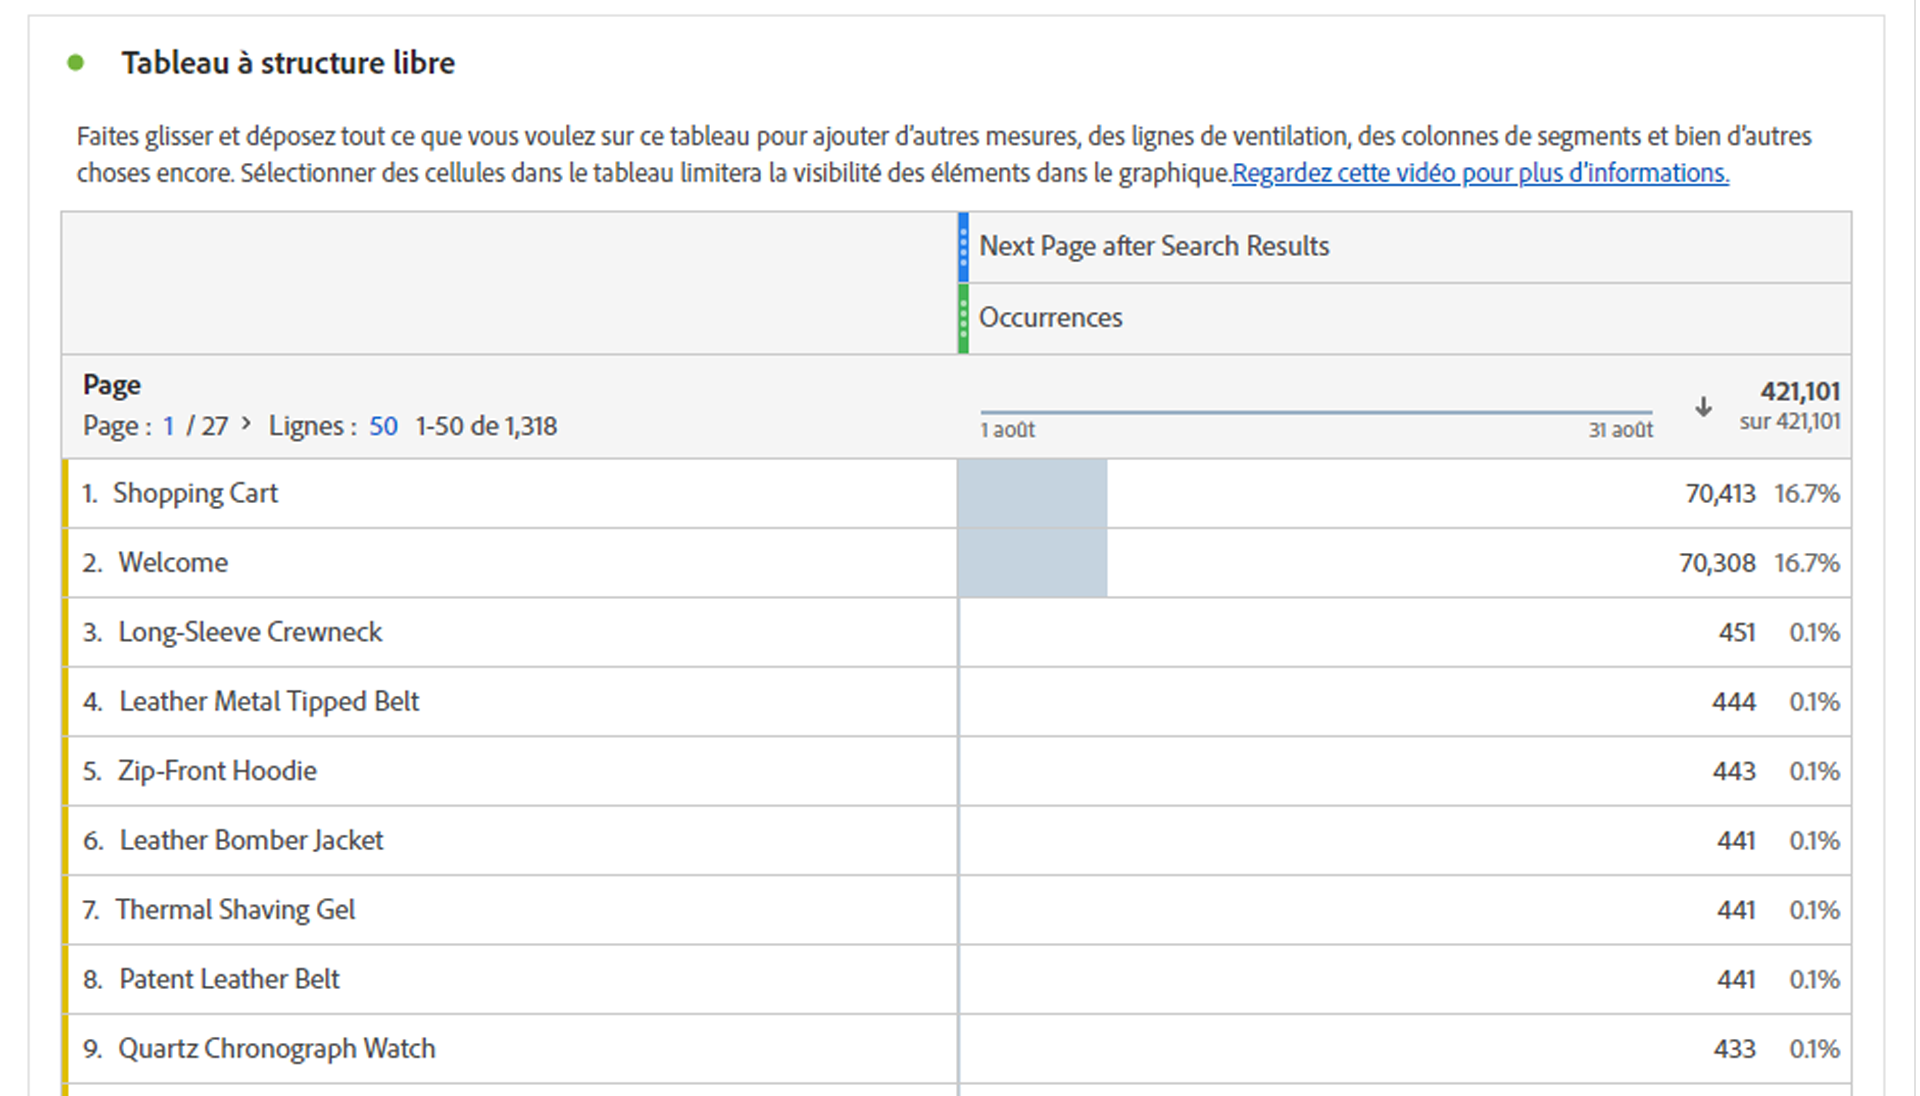 Tableau à structure libre
Faites glisser et déposez tout ce que vous voulez sur ce tableau pour ajouter d'autres mesures, des lignes de ventilation, des colonnes de segments et bien d'autres
choses encore. Sélectionner des cellules dans le tableau limitera la visibilité des éléments dans le graphique.Regardez cette vidéo pour plus d'informations.
Next Page after Search Results
Occurrences
Page
Page : 1 / 27 > Lignes : 50 1-50 de 1,318
1 août 31 août
421,101
sur 421,101
1. Shopping Cart 70,413 16.7%
2. Welcome 70,308 16.7%
3. Long-Sleeve Crewneck 451 0.1%
4. Leather Metal Tipped Belt 444 0.1%
5. Zip-Front Hoodie 443 0.1%
6. Leather Bomber Jacket 441 0.1%
7. Thermal Shaving Gel 441 0.1%
8. Patent Leather Belt 441 0.1%
9. Quartz Chronograph Watch 433 0.1%